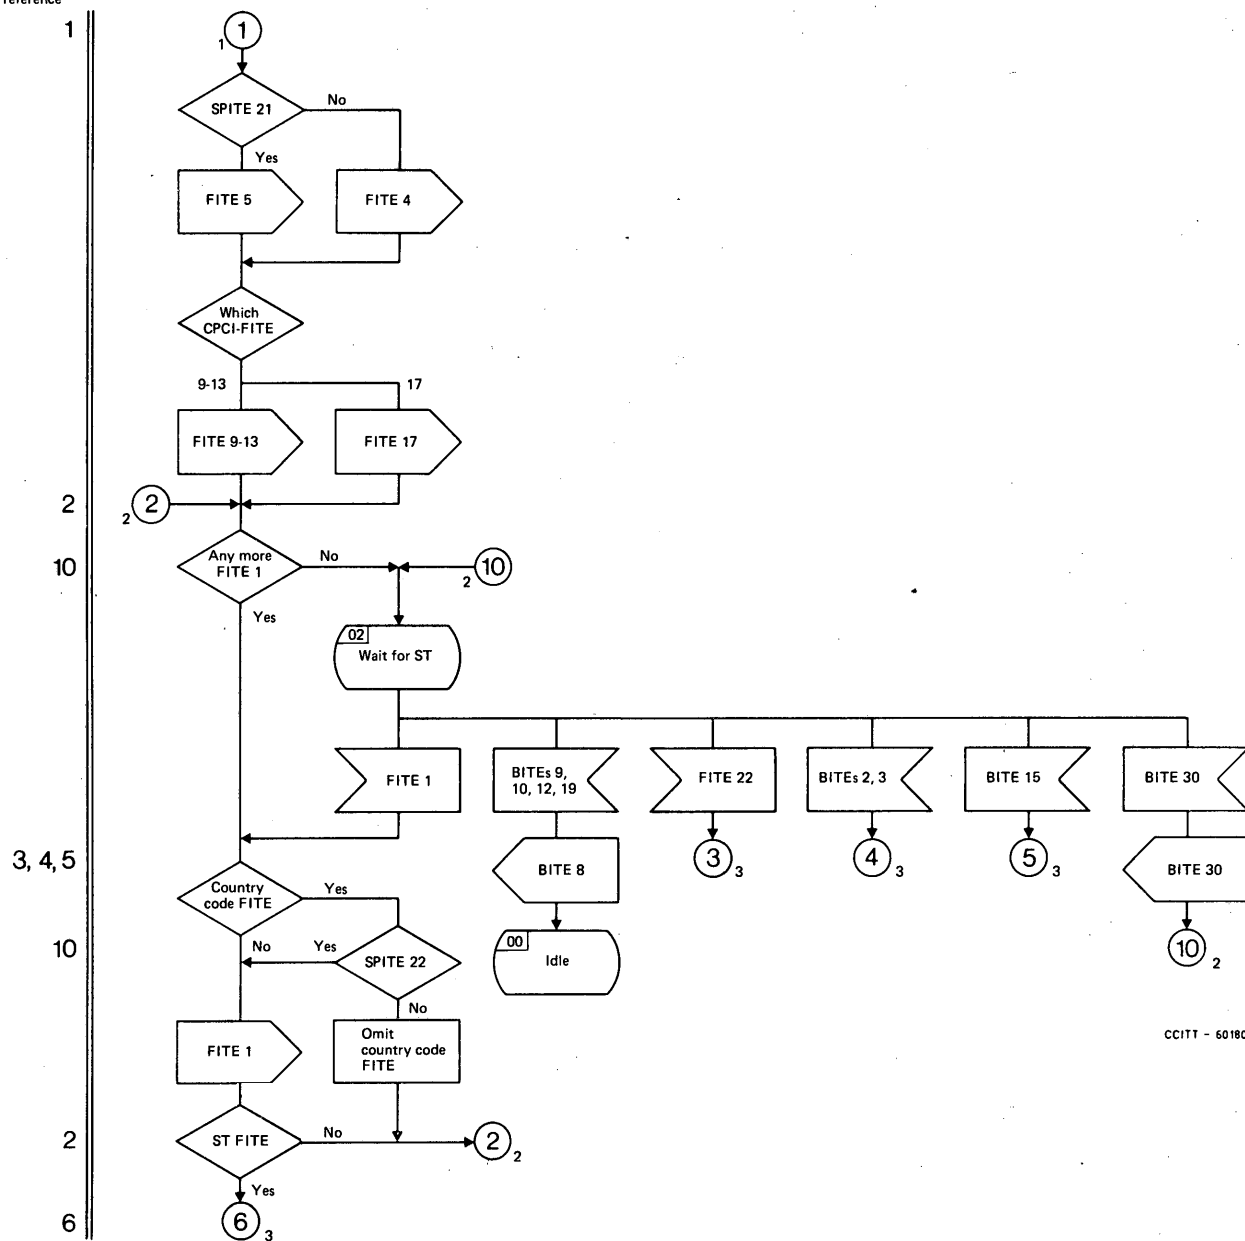 reference
1
1
1
SPITE 21
No
Yes
FITE 5
FITE 4
Which
CPCI-FITE
9-13
17
FITE 9-13
FITE 17
2
2
2
10
Any more
FITE 1
No
2
10
Yes
02
Wait for ST
FITE 1
BITEs 9,
10, 12, 19
FITE 22
BITEs 2, 3
BITE 15
BITE 30
3, 4, 5
BITE 8
3
3
4
3
5
3
BITE 30
Country
code FITE
Yes
10
No
Yes
SPITE 22
00
Idle
10
2
No
FITE 1
Omit
country code
FITE
CCITT - 60180
2
ST FITE
No
2
2
Yes
6
6
3